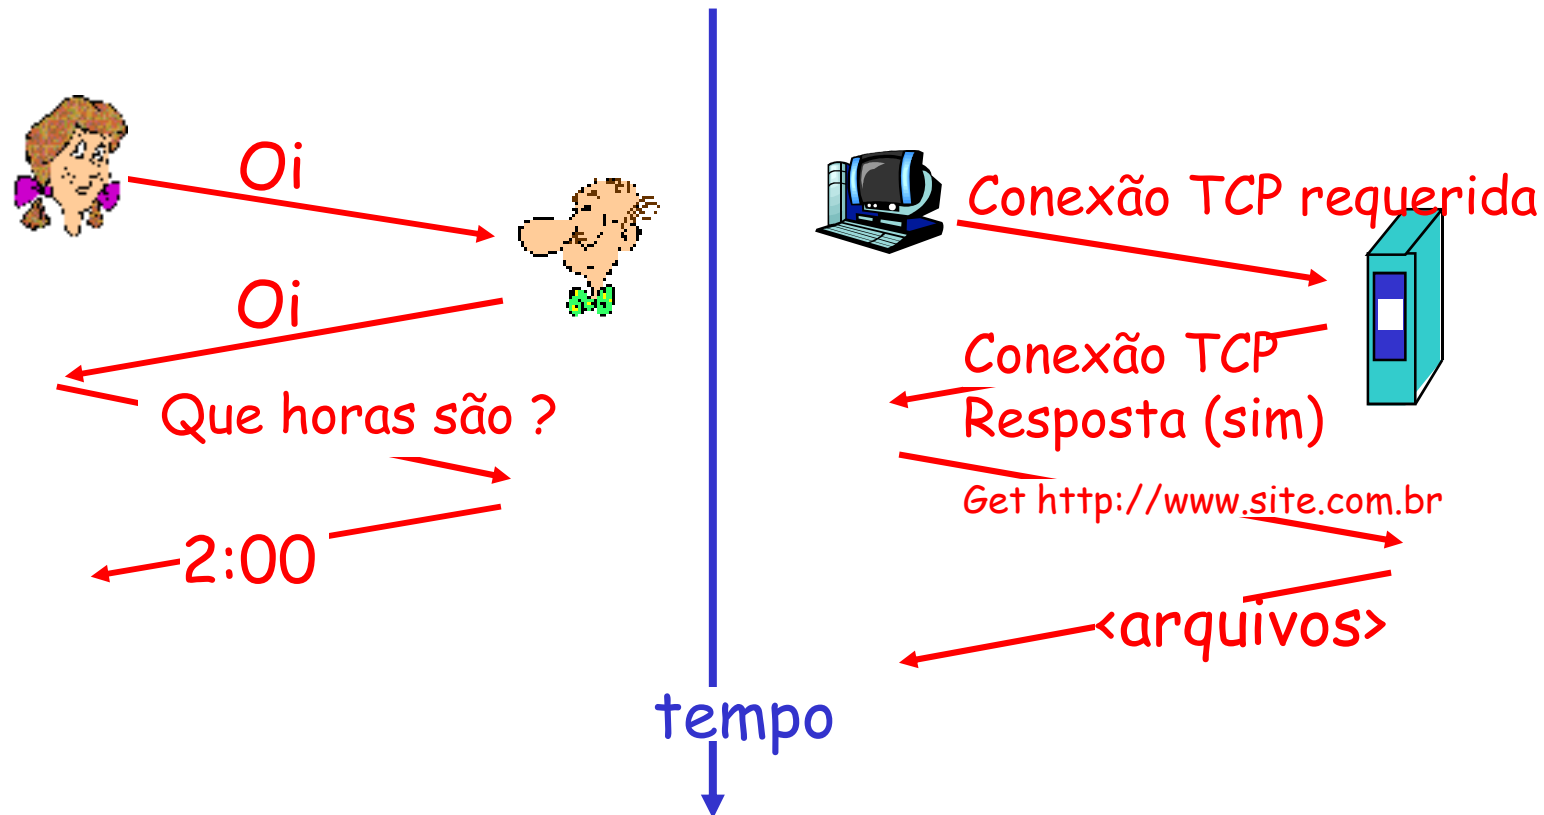 Oi
Oi
Que horas são ?
2:00
Conexão TCP requerida
Conexão TCP
Resposta (sim)
Get http://www.site.com.br
<arquivos>
tempo